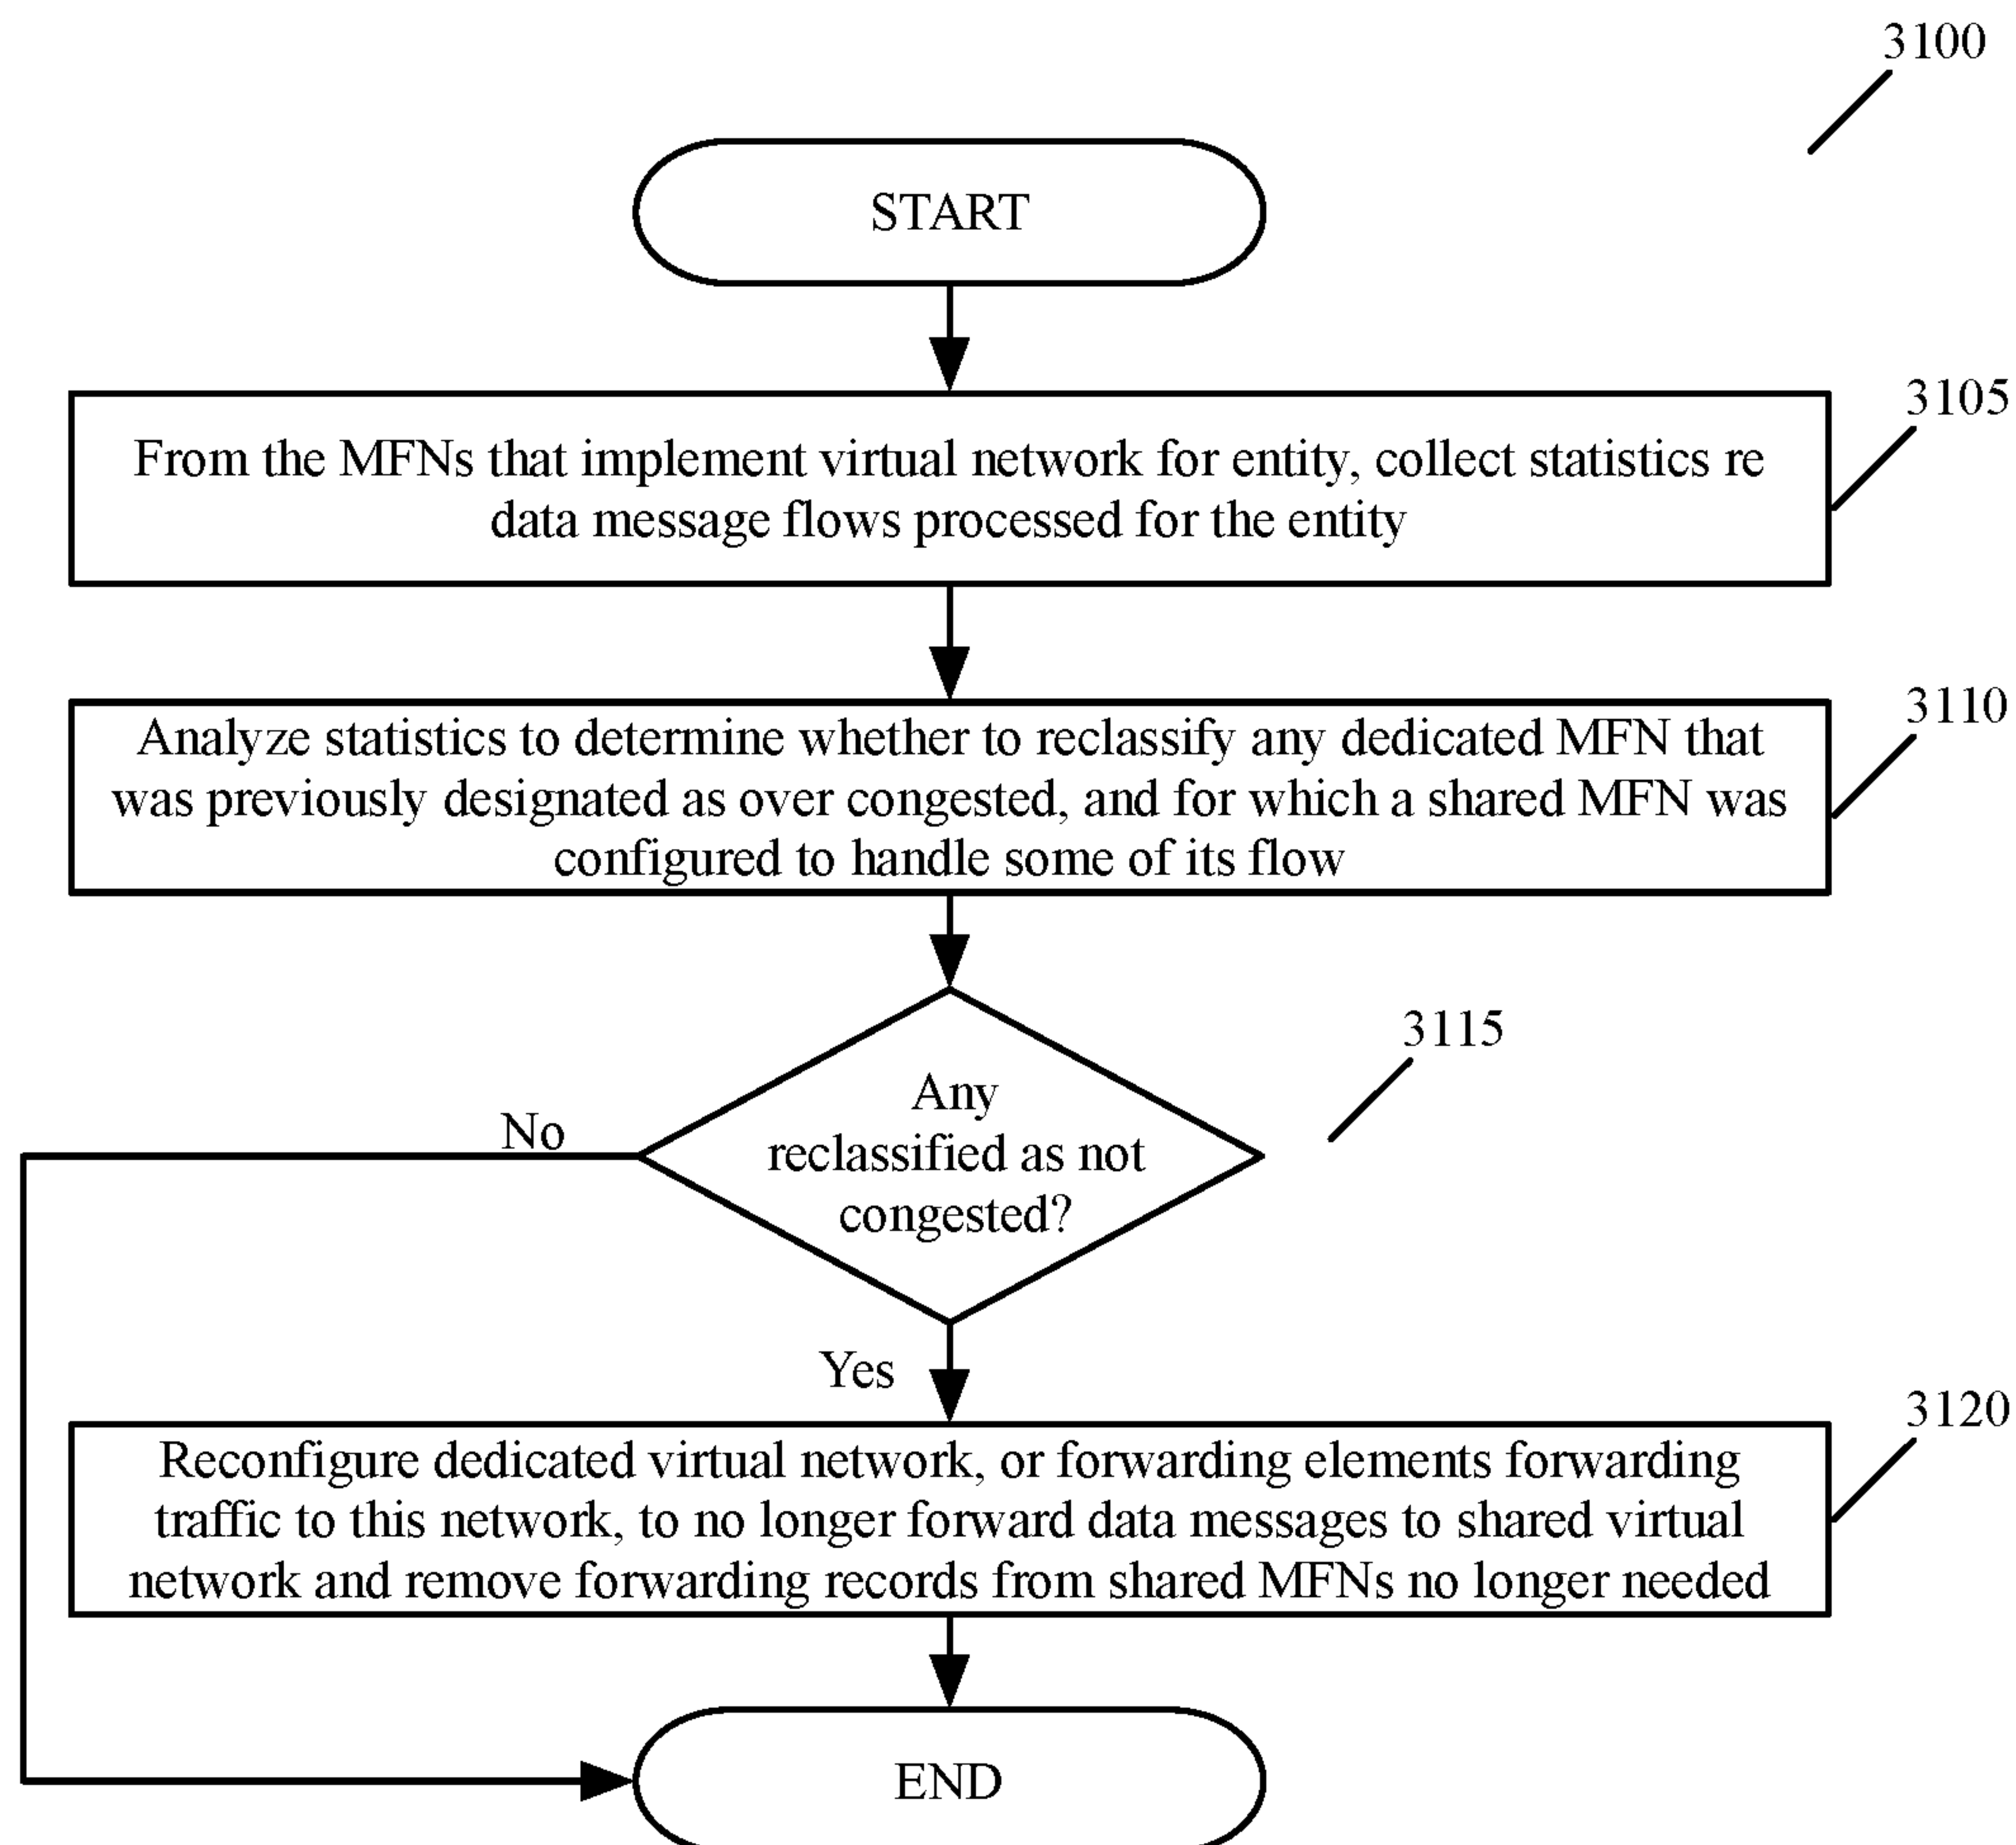 3100
START
3105
From the MFNs that implement virtual network for entity, collect statistics re
data message flows processed for the entity
3110
Analyze statistics to determine whether to reclassify any dedicated MFN that
was previously designated as over congested, and for which a shared MFN was
configured to handle some of its flow
3115
Any
reclassified as not
congested?
No
Yes
3120
Reconfigure dedicated virtual network, or forwarding elements forwarding
traffic to this network, to no longer forward data messages to shared virtual
network and remove forwarding records from shared MFNs no longer needed
END